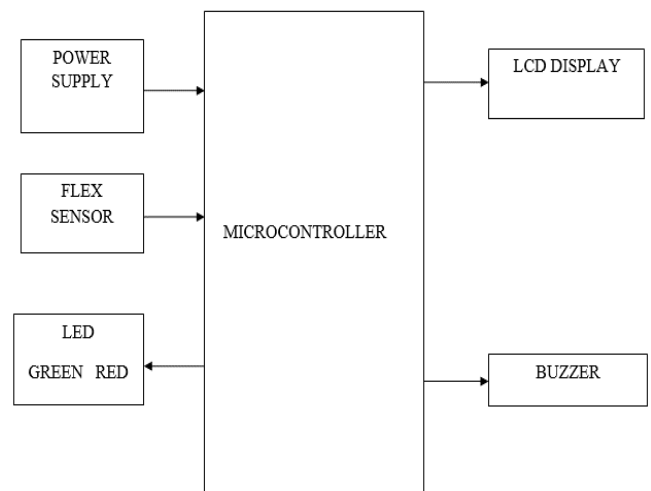 POWER
SUPPLY
LCD DISPLAY
FLEX
SENSOR
MICROCONTROLLER
LED
GREEN RED
BUZZER